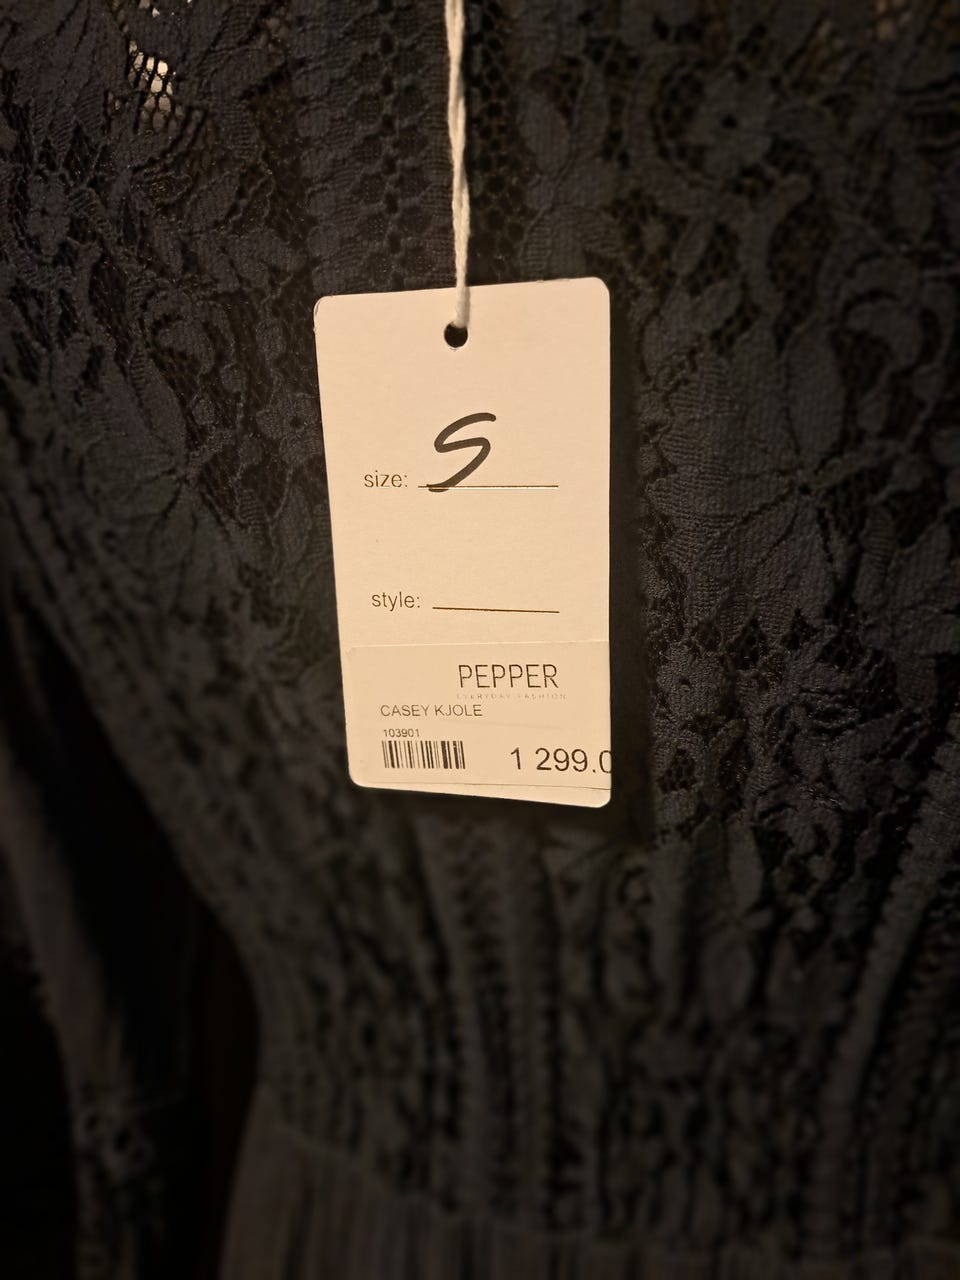 size: S
style:
PEPPER
EVERYDAY FASHION
CASEY KJOLE
103901
1 299.0